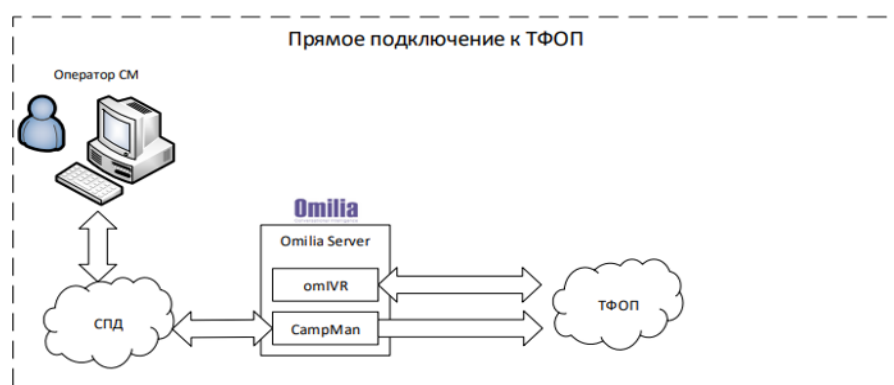 Прямое подключение к ТФОП
Оператор СМ
Omilia
Omilia Server
omIVR
CampMan
СПД
ТФОП